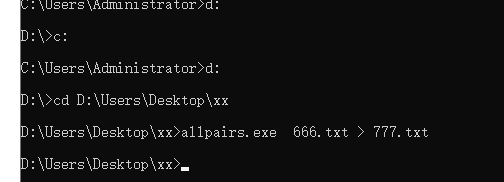 C:\Users\Administrator>d:
D:\>c:
C:\Users\Administrator>d:
D:\>cd D:\Users\Desktop\xx
D:\Users\Desktop\xx>allpairs.exe  666.txt > 777.txt
D:\Users\Desktop\xx>